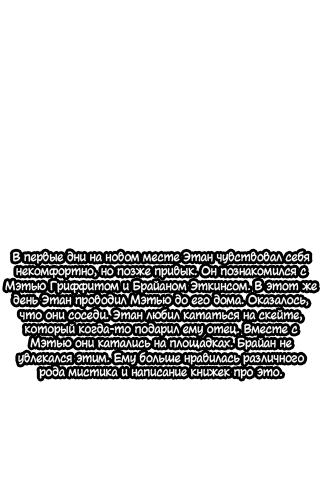 В первые дни на новом месте Этан чувствовал себя
некомфортно, но позже привык. Он познакомился с
Мэтью Гриффитом и Брайаном Эткинсом. В этот же
день Этан проводил Мэтью до его дома. Оказалось,
что они соседи. Этан любил кататься на скейте,
который когда-то подарил ему отец. Вместе с
Мэтью они катались на площадках. Брайан не
увлекался этим. Ему больше нравилась различного
рода мистика и написание книжек про это.